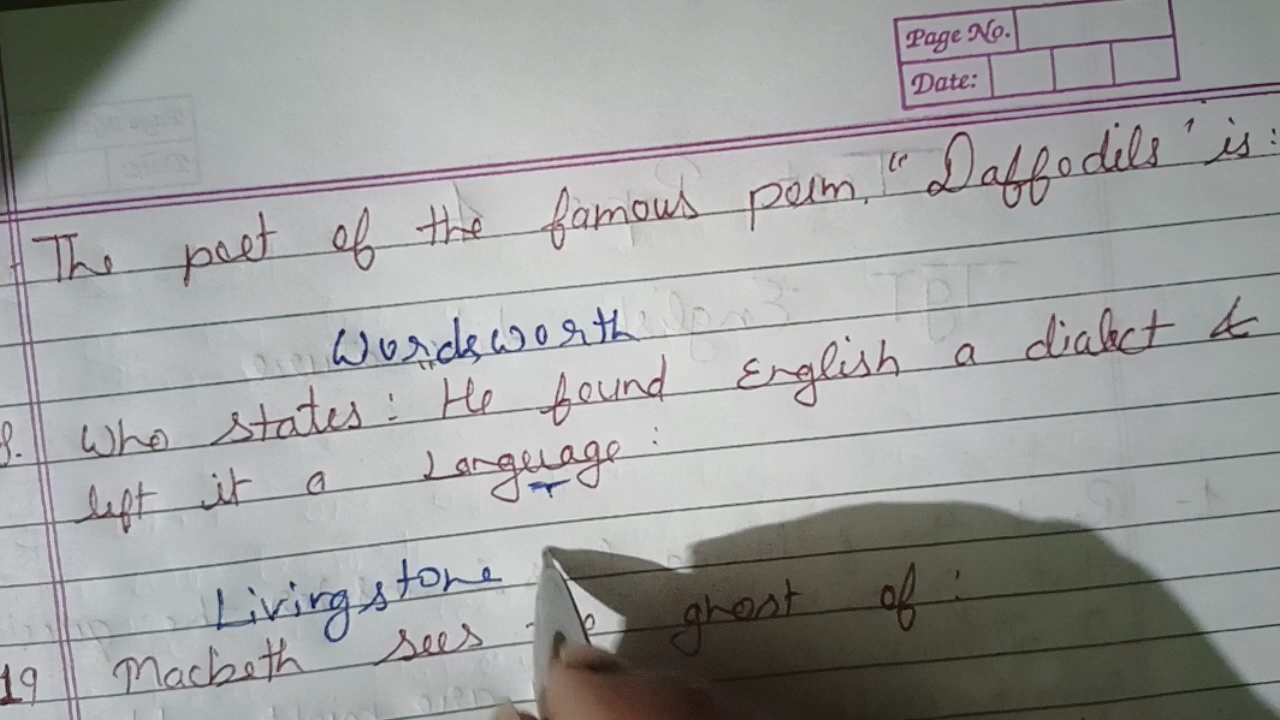 Page No.
Date:
The poet of the famous poem. "Daffodils" is:
Wordsworth
8. Who states: "He found English a dialect &
left it a Language:
Livingstone
19 Macbeth sees ghost of: